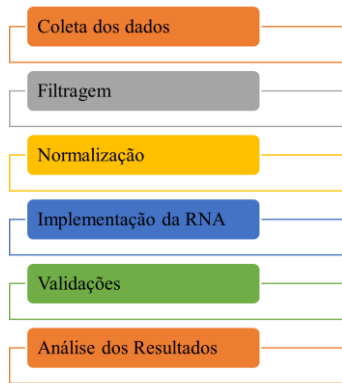 Coleta dos dados
Filtragem
Normalização
Implementação da RNA
Validações
Análise dos Resultados